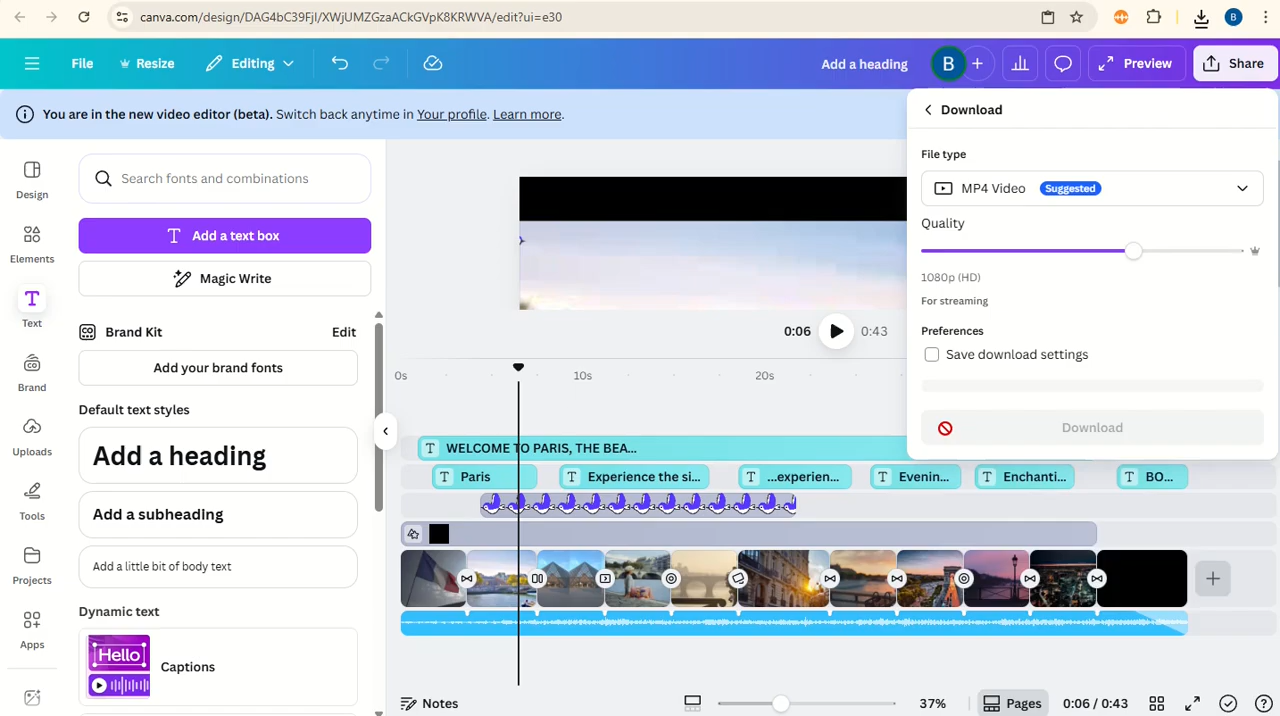 canva.com/design/DAG4bC39FjI/XWjUMZGzaACkGVpK8KRWVA/edit?ui=e30
B
File
Resize
Editing
Add a heading
B
Preview
Share
You are in the new video editor (beta). Switch back anytime in Your profile. Learn more.
Download
File type
MP4 Video Suggested
Quality
1080p (HD)
For streaming
Preferences
Save download settings
Download
Design
Elements
Text
Brand
Uploads
Tools
Projects
Apps
Search fonts and combinations
Add a text box
Magic Write
Brand Kit
Edit
Add your brand fonts
Default text styles
Add a heading
Add a subheading
Add a little bit of body text
Dynamic text
Hello
Captions
0:06
0:43
0s
10s
20s
WELCOME TO PARIS, THE BEA...
Paris
Experience the si...
...experien...
Evenin...
Enchanti...
BO...
Notes
37%
Pages
0:06 / 0:43